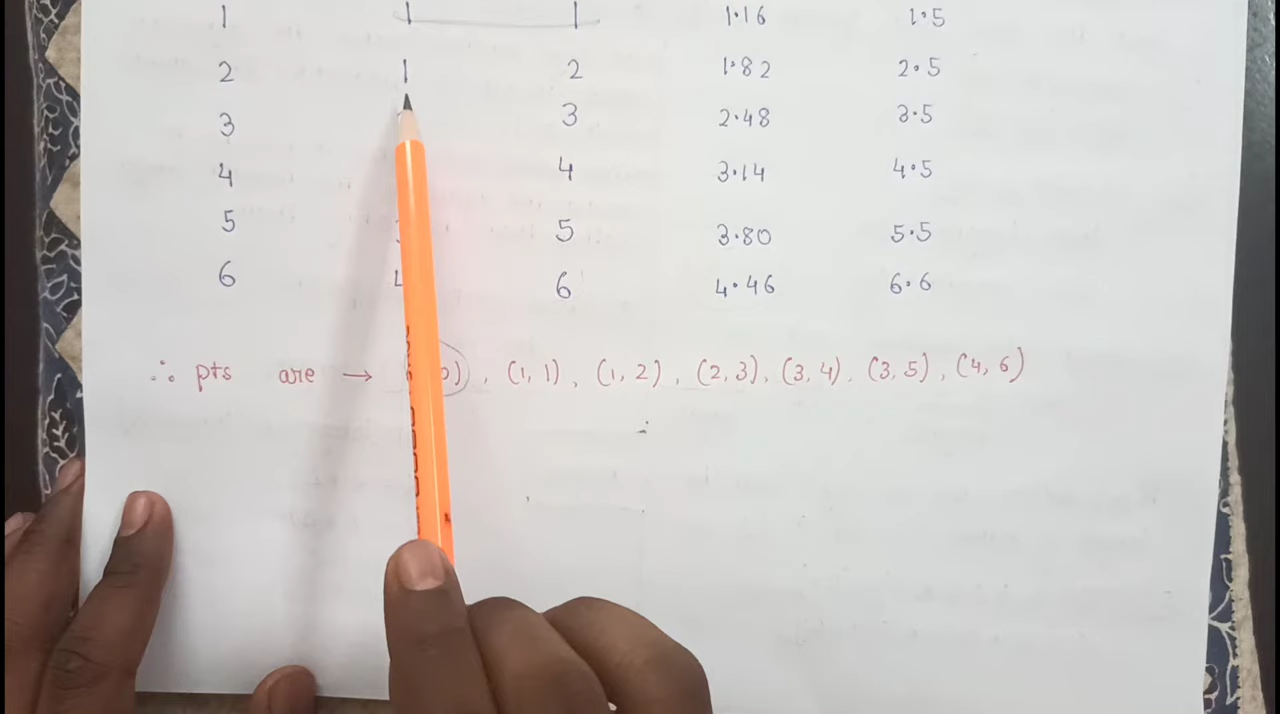 1 1 1 1.16 1.5
2 1 2 1.82 2.5
3 3 2.48 3.5
4 4 3.14 4.5
5 5 3.80 5.5
6 6 4.46 6.6
∴ pts are → , (1, 1), (1, 2), (2, 3), (3, 4), (3, 5), (4, 6)